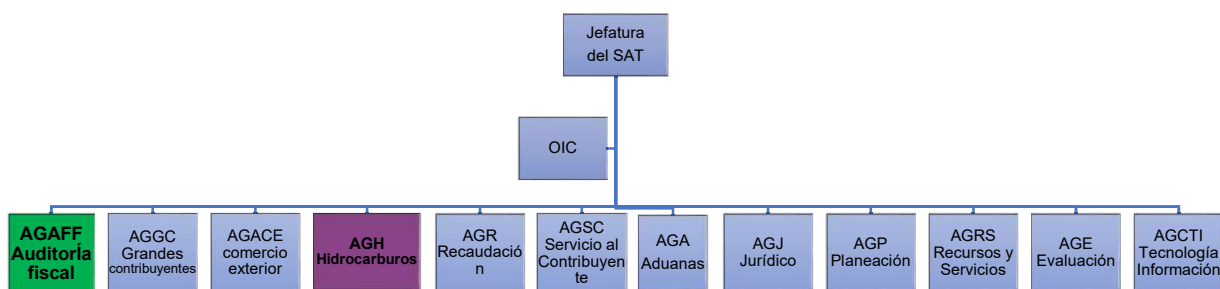 Jefatura
del SAT
OIC
AGAFF
Auditoría
fiscal
AGGC
Grandes
contribuyentes
AGACE
comercio
exterior
AGH
Hidrocarburos
AGR
Recaudació
n
AGSC
Servicio al
Contribuyen
te
AGA
Aduanas
AGJ
Jurídico
AGP
Planeación
AGRS
Recursos y
Servicios
AGE
Evaluación
AGCTI
Tecnología
Información